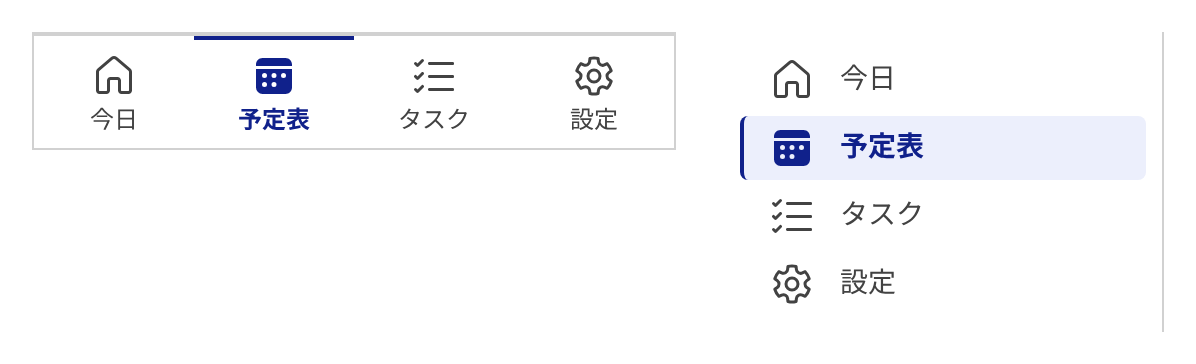 今日 予定表 タスク 設定
今日
予定表
タスク
設定